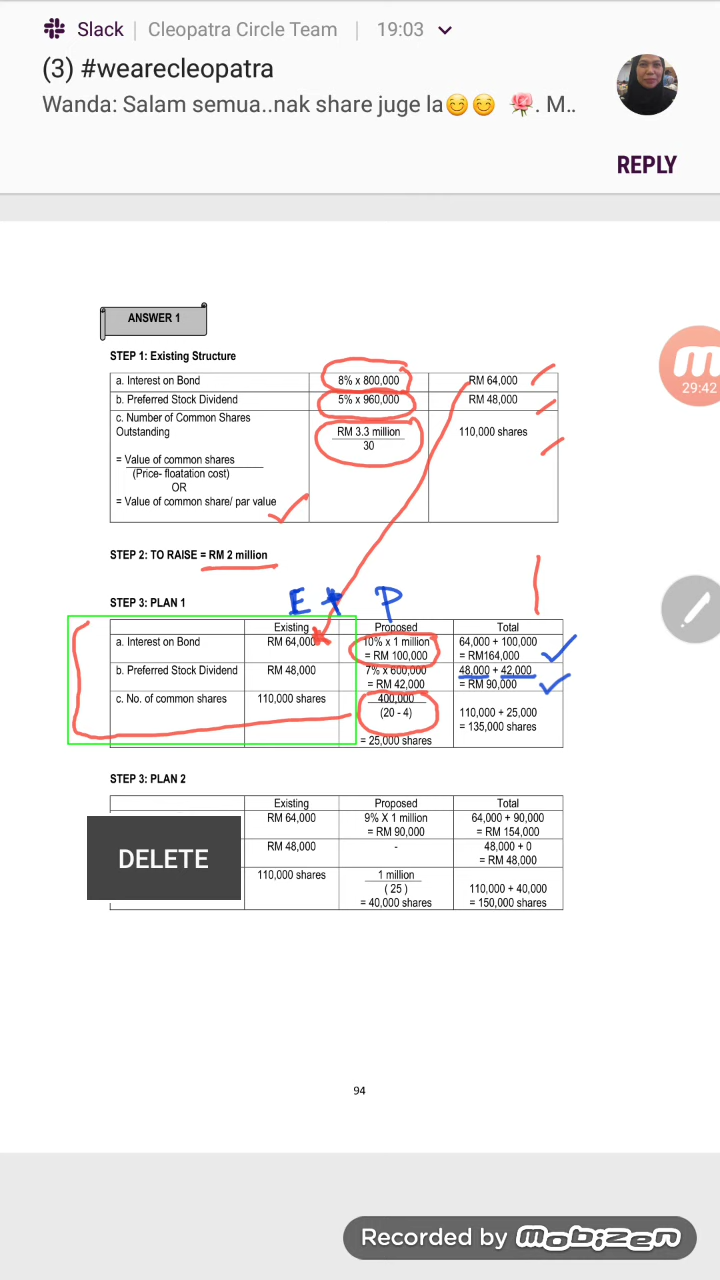 Slack | Cleopatra Circle Team | 19:03
(3) #wearecleopatra
Wanda: Salam semua..nak share juge la😊😊 🌹. M..
REPLY
ANSWER 1
29:42
STEP 1: Existing Structure
a. Interest on Bond 8% x 800,000 RM 64,000
b. Preferred Stock Dividend 5% x 960,000 RM 48,000
c. Number of Common Shares
Outstanding RM 3.3 million 110,000 shares
30
= Value of common shares
(Price- floatation cost)
OR
= Value of common share/ par value
STEP 2: TO RAISE = RM 2 million
E + P
STEP 3: PLAN 1
Existing Proposed Total
a. Interest on Bond RM 64,000 10% x 1 million 64,000 + 100,000
= RM 100,000 = RM164,000
b. Preferred Stock Dividend RM 48,000 7% x 600,000 48,000 + 42,000
= RM 42,000 = RM 90,000
c. No. of common shares 110,000 shares 400,000
(20 - 4) 110,000 + 25,000
= 135,000 shares
= 25,000 shares
STEP 3: PLAN 2
Existing Proposed Total
RM 64,000 9% X 1 million 64,000 + 90,000
= RM 90,000 = RM 154,000
DELETE
RM 48,000 - 48,000 + 0
= RM 48,000
110,000 shares 1 million
( 25 ) 110,000 + 40,000
= 40,000 shares = 150,000 shares
94
Recorded by mobizen